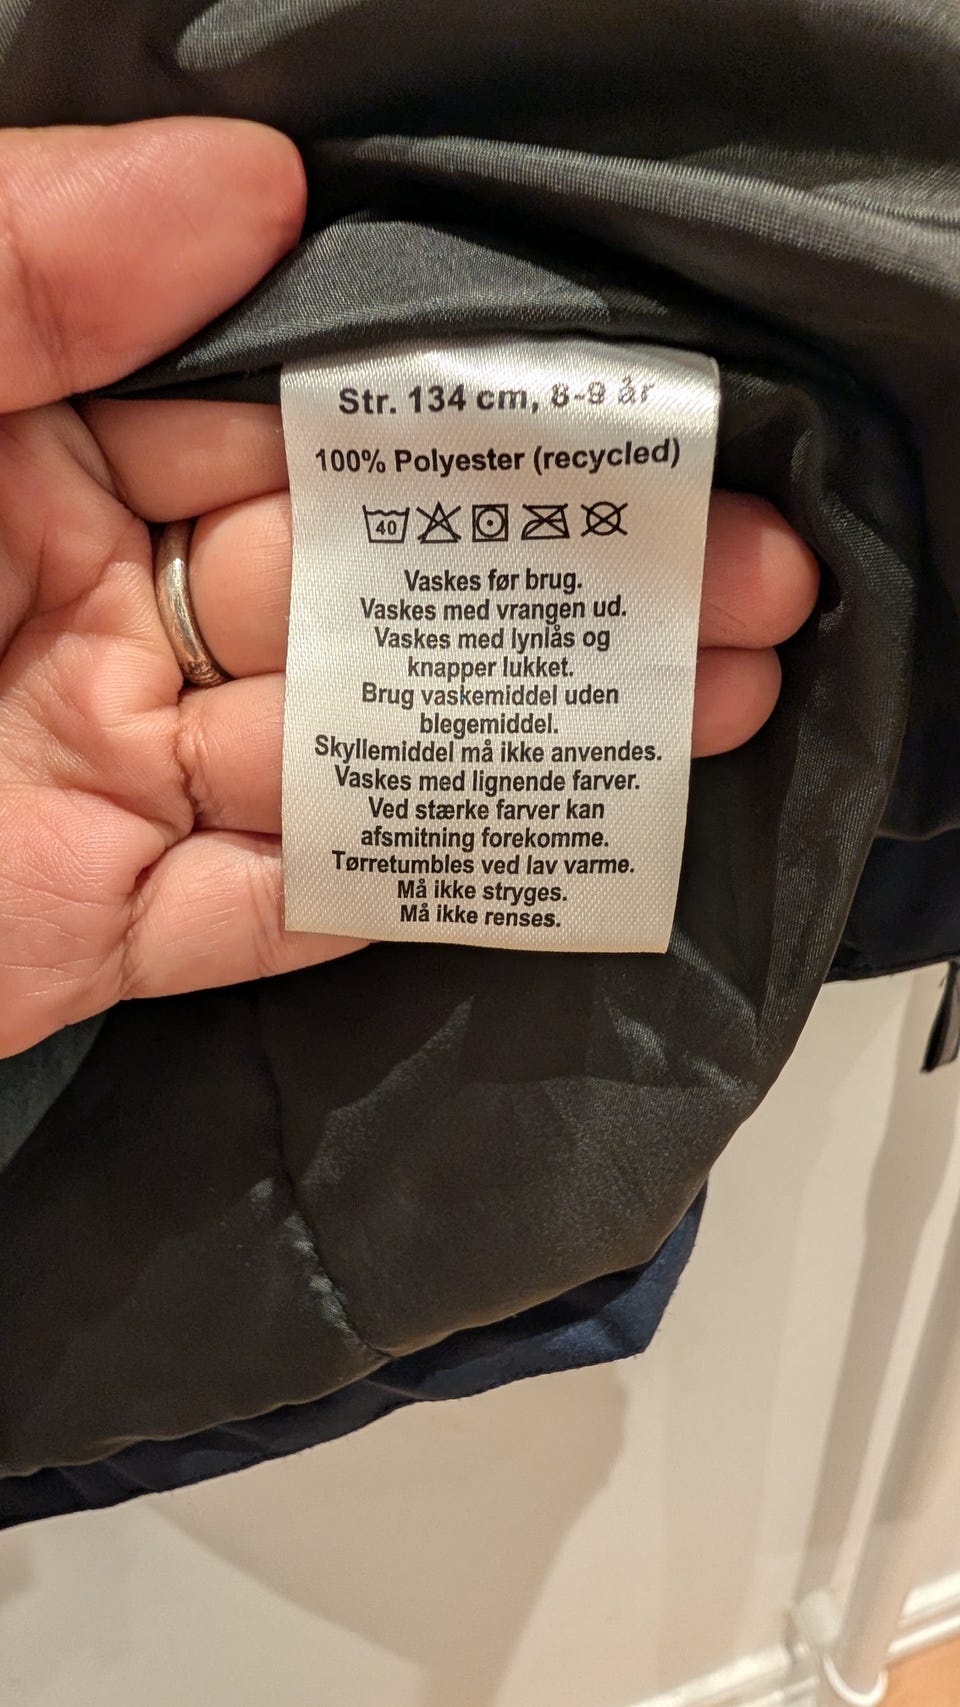 Str. 134 cm, 8-9 år
100% Polyester (recycled)
40
Vaskes før brug.
Vaskes med vrangen ud.
Vaskes med lynlås og
knapper lukket.
Brug vaskemiddel uden
blegemiddel.
Skyllemiddel må ikke anvendes.
Vaskes med lignende farver.
Ved stærke farver kan
afsmitning forekomme.
Tørretumbles ved lav varme.
Må ikke stryges.
Må ikke renses.